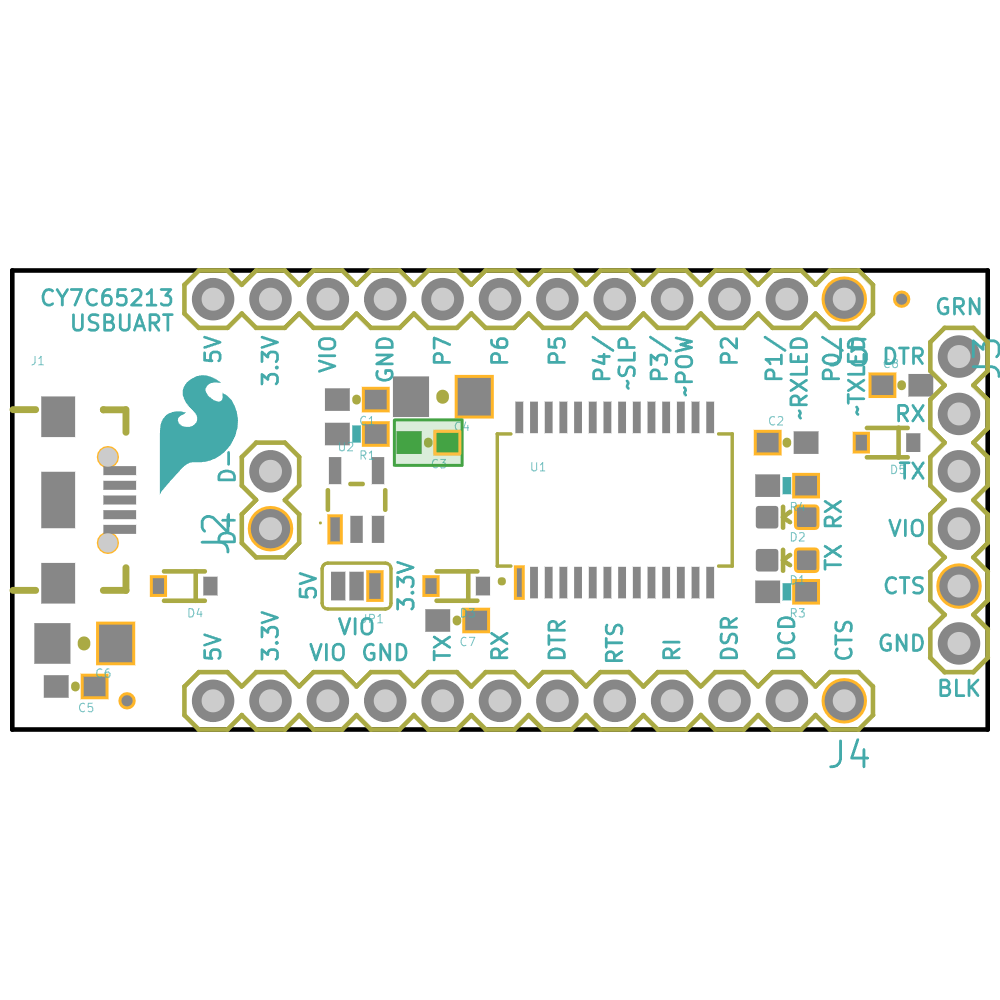 CY7C65213
USBUART
GRN
5V
3.3V
VIO
GND
P7
P6
P5
P4/
~SLP
P3/
~POW
P2
P1/
~RXLED
P0/
~TXLED
DTR
J3
J1
C8
RX
C1
C4
C2
U2
R1
C3
U1
D5
TX
D-
R4
RX
VIO
D+
J2
D2
TX
D1
CTS
5V
3.3V
D4
JP1
R3
VIO
C7
GND
5V
3.3V
VIO
GND
TX
RX
DTR
RTS
RI
DSR
DCD
CTS
C6
C5
BLK
J4